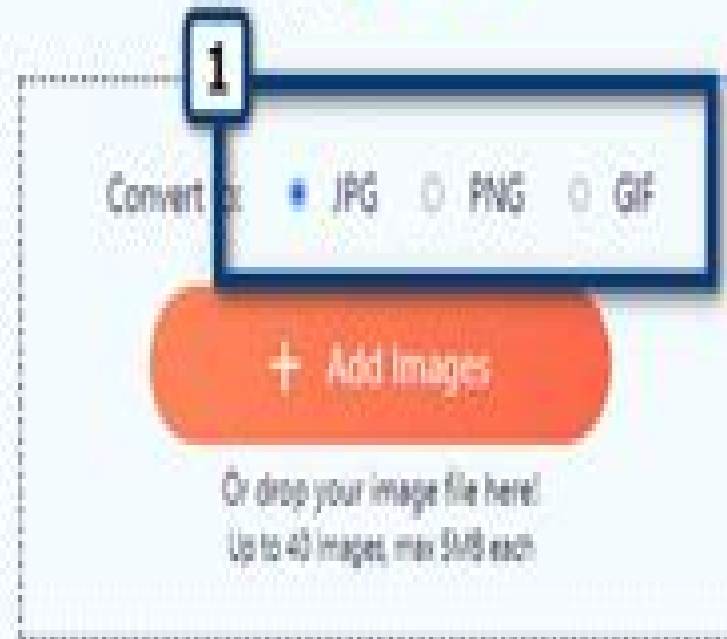 1
Convert JPG PNG GIF
+ Add Images
Or drop your image file here!
Up to 40 images, max 5MB each